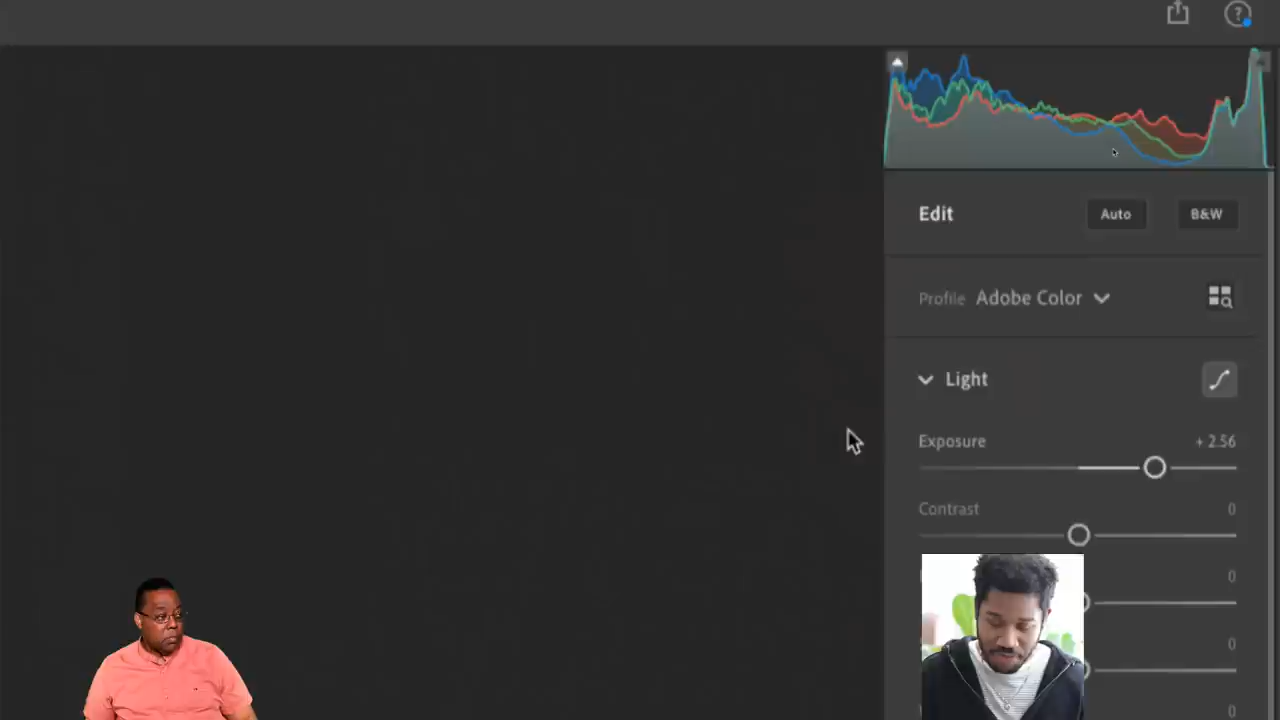 ?
Edit
Auto
B&W
Profile Adobe Color
Light
Exposure
+ 2.56
Contrast
0
0
0
0